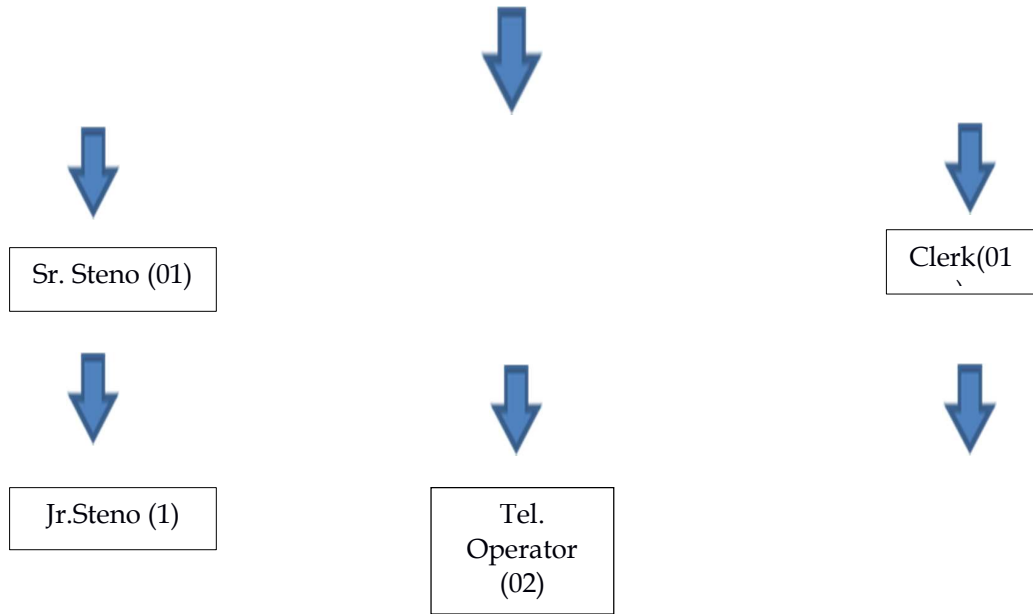 Sr. Steno (01)
Clerk(01
Jr.Steno (1)
Tel.
Operator
(02)